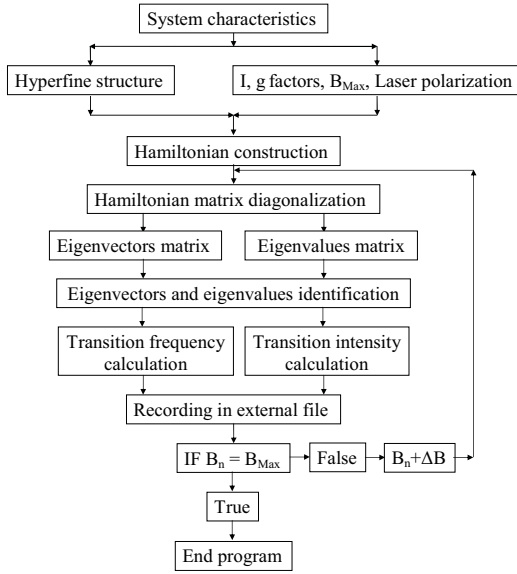 System characteristics
Hyperfine structure
I, g factors, B_Max, Laser polarization
Hamiltonian construction
Hamiltonian matrix diagonalization
Eigenvectors matrix
Eigenvalues matrix
Eigenvectors and eigenvalues identification
Transition frequency
calculation
Transition intensity
calculation
Recording in external file
IF B_n = B_Max
False
B_n+ΔB
True
End program